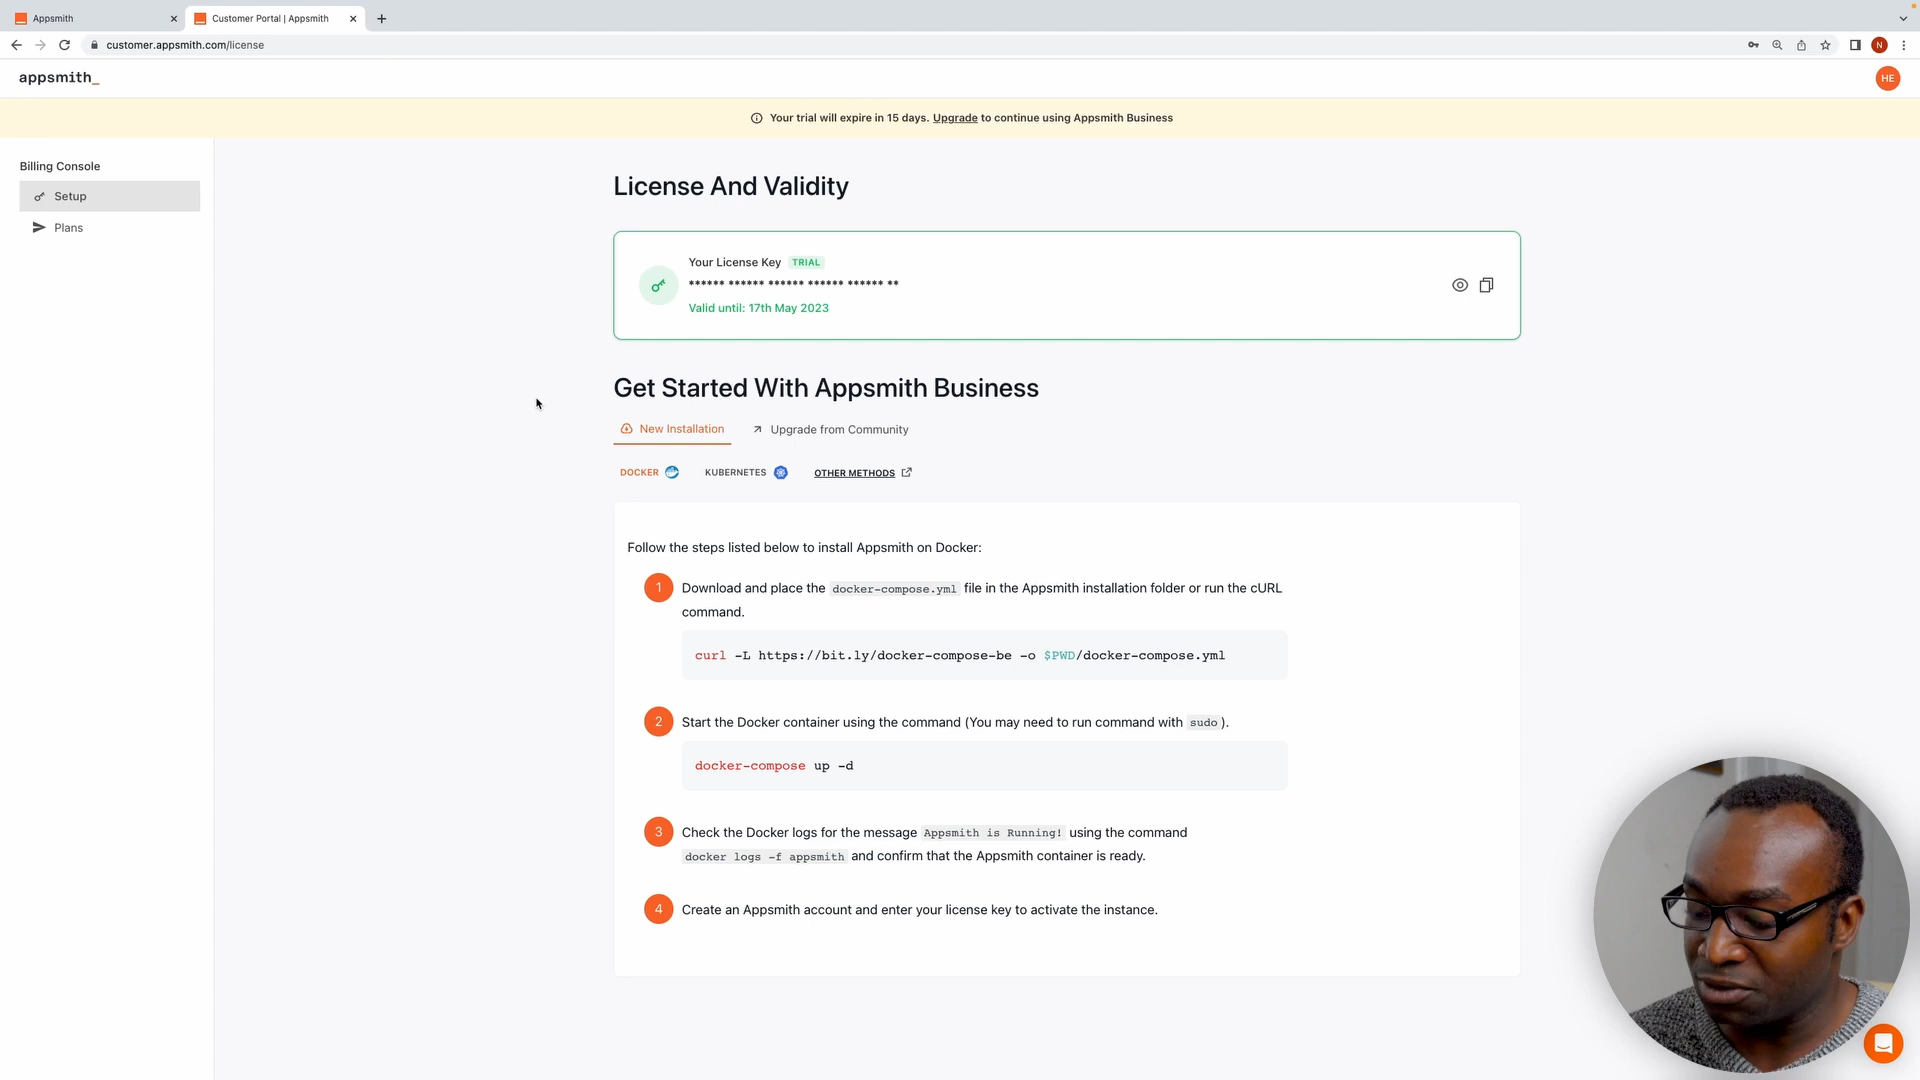 Appsmith
Customer Portal | Appsmith
customer.appsmith.com/license
N
appsmith_
HE
Your trial will expire in 15 days. Upgrade to continue using Appsmith Business
Billing Console
Setup
Plans
License And Validity
Your License Key TRIAL
****** ****** ****** ****** ****** **
Valid until: 17th May 2023
Get Started With Appsmith Business
New Installation
Upgrade from Community
DOCKER
KUBERNETES
OTHER METHODS
Follow the steps listed below to install Appsmith on Docker:
1 Download and place the docker-compose.yml file in the Appsmith installation folder or run the cURL
command.
curl -L https://bit.ly/docker-compose-be -o $PWD/docker-compose.yml
2 Start the Docker container using the command (You may need to run command with sudo ).
docker-compose up -d
3 Check the Docker logs for the message Appsmith is Running! using the command
docker logs -f appsmith and confirm that the Appsmith container is ready.
4 Create an Appsmith account and enter your license key to activate the instance.